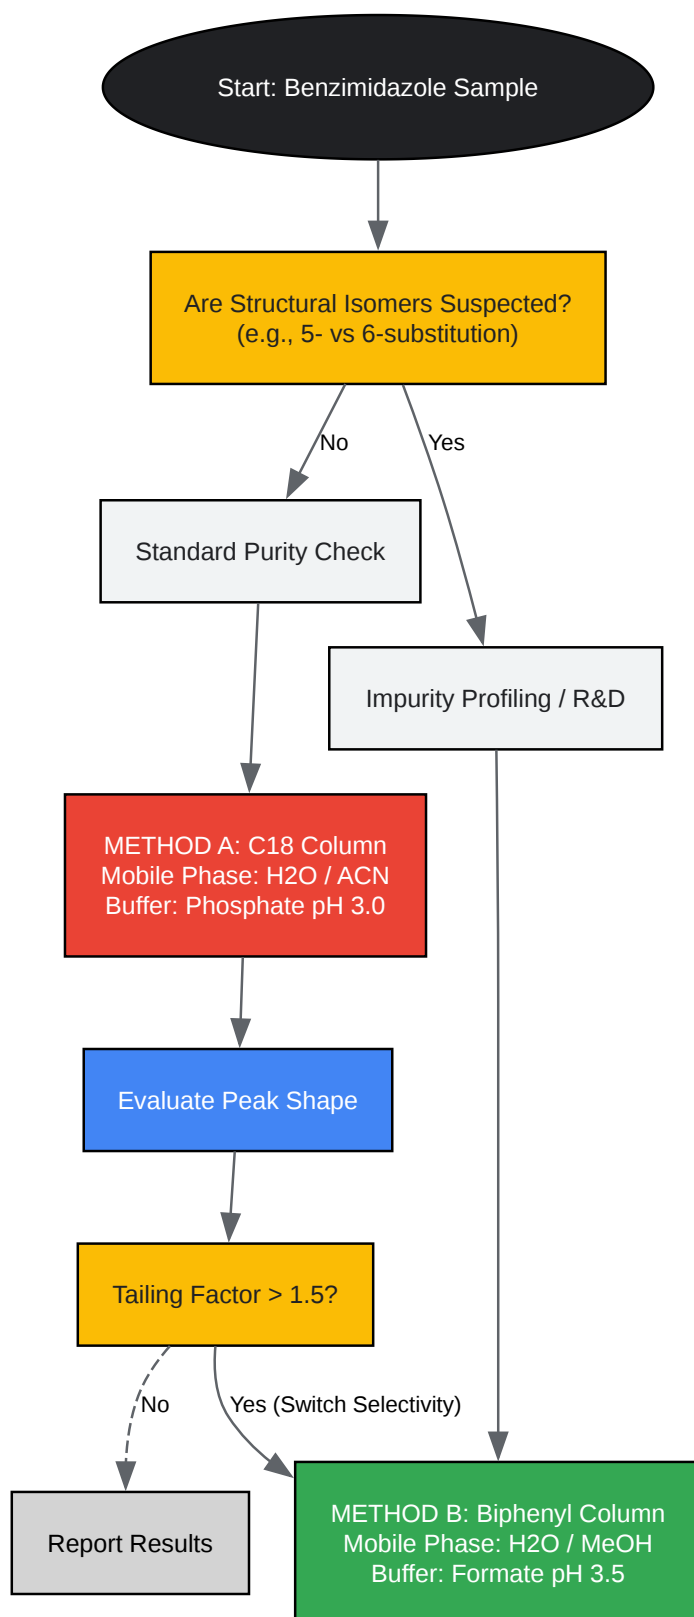 Start: Benzimidazole Sample
Are Structural Isomers Suspected?
(e.g., 5- vs 6-substitution)
No
Yes
Standard Purity Check
Impurity Profiling / R&D
METHOD A: C18 Column
Mobile Phase: H2O / ACN
Buffer: Phosphate pH 3.0
Evaluate Peak Shape
Tailing Factor > 1.5?
No
Yes (Switch Selectivity)
Report Results
METHOD B: Biphenyl Column
Mobile Phase: H2O / MeOH
Buffer: Formate pH 3.5